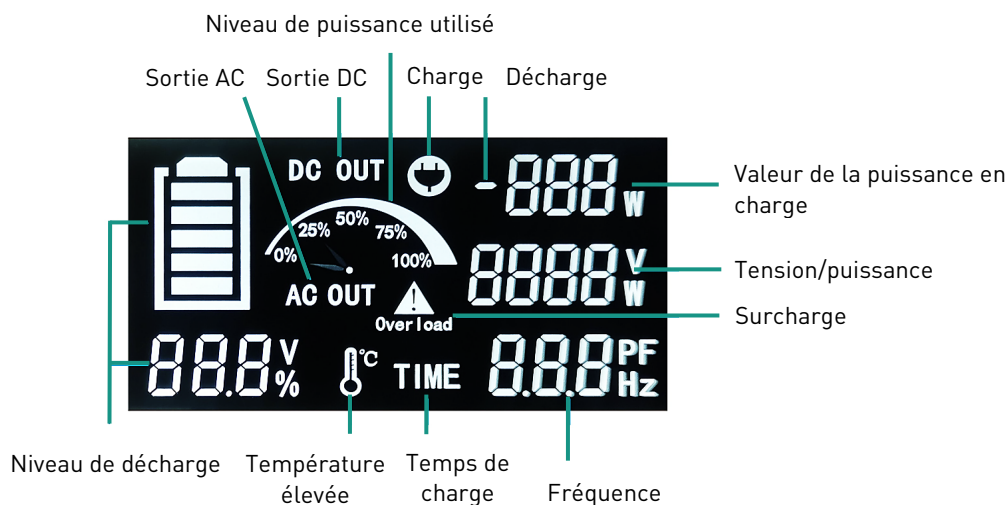 Niveau de puissance utilisé
Sortie AC Sortie DC Charge Décharge
DC OUT
-888 W
Valeur de la puissance en
charge
0% 25% 50% 75% 100%
8888 V
W
Tension/puissance
AC OUT
!
Overload
Surcharge
88.8 V
%
°C
TIME
8.8.8 PF
Hz
Niveau de décharge
Température
élevée
Temps de
charge
Fréquence